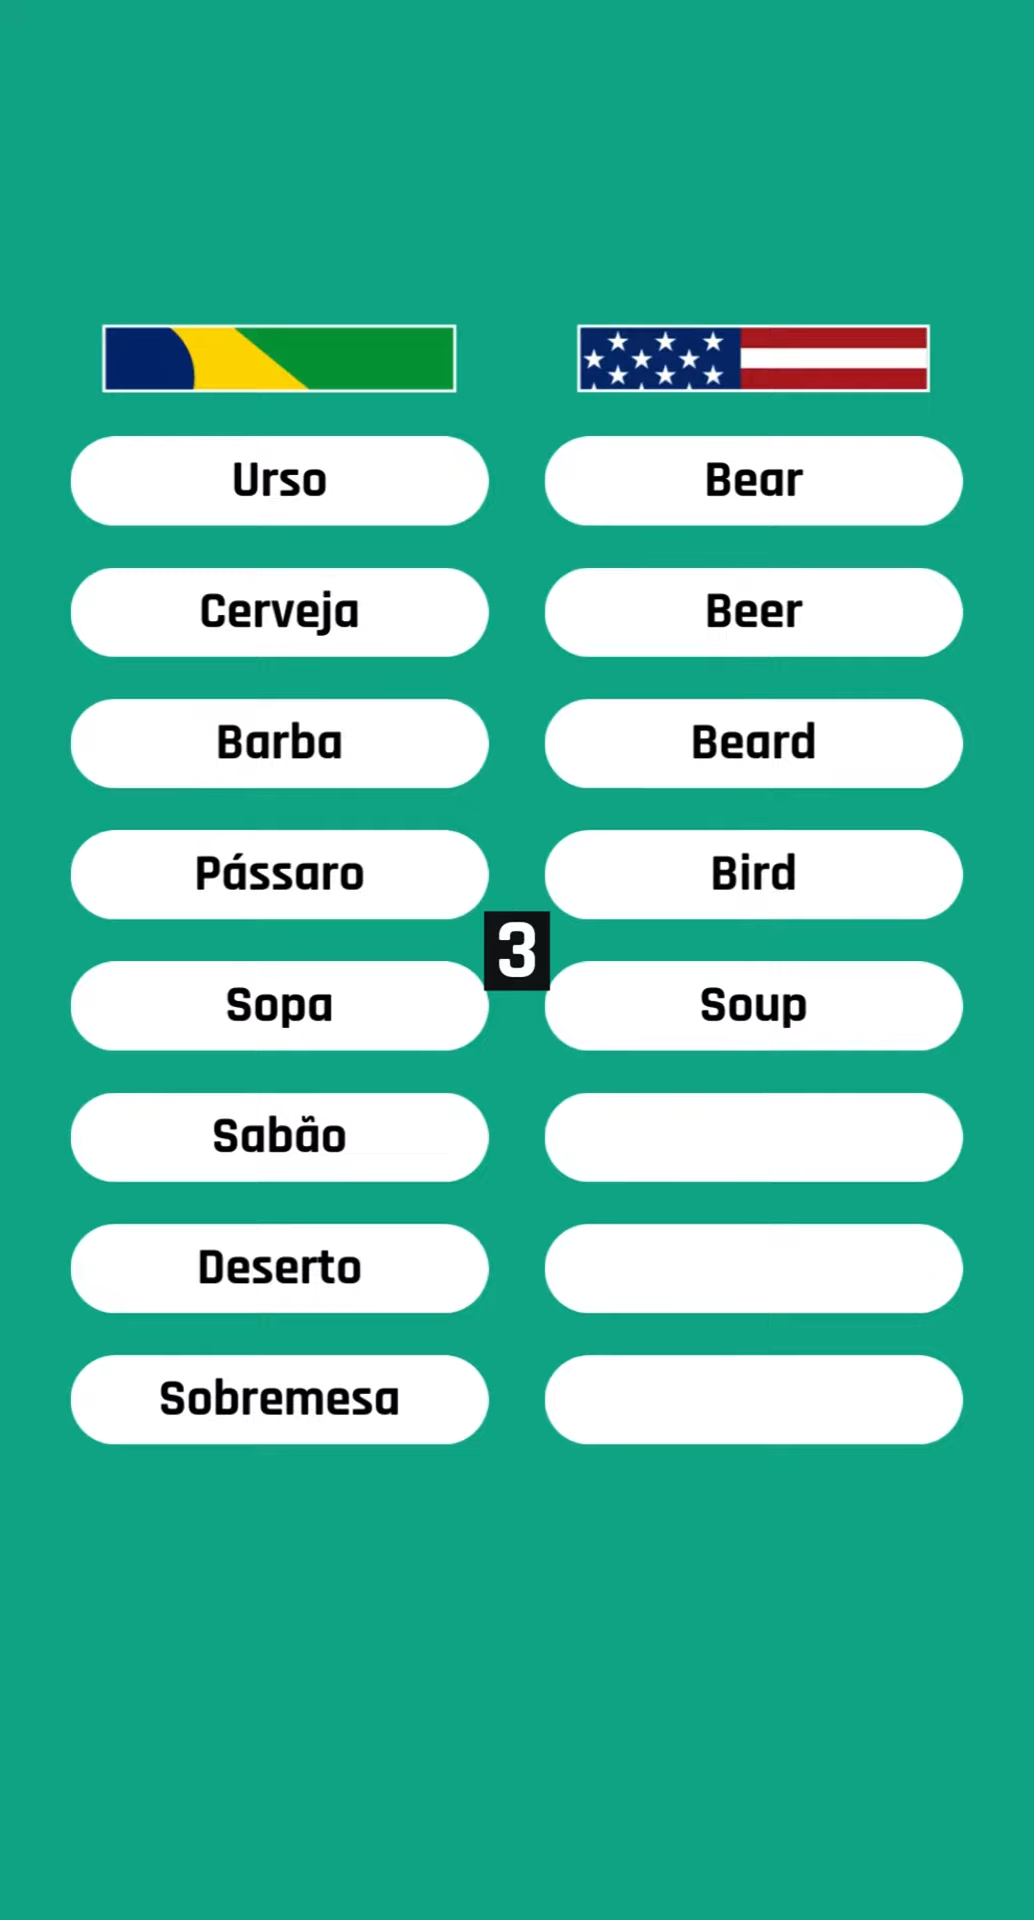 Urso Bear
Cerveja Beer
Barba Beard
Pássaro Bird
3
Sopa Soup
Sabão
Deserto
Sobremesa